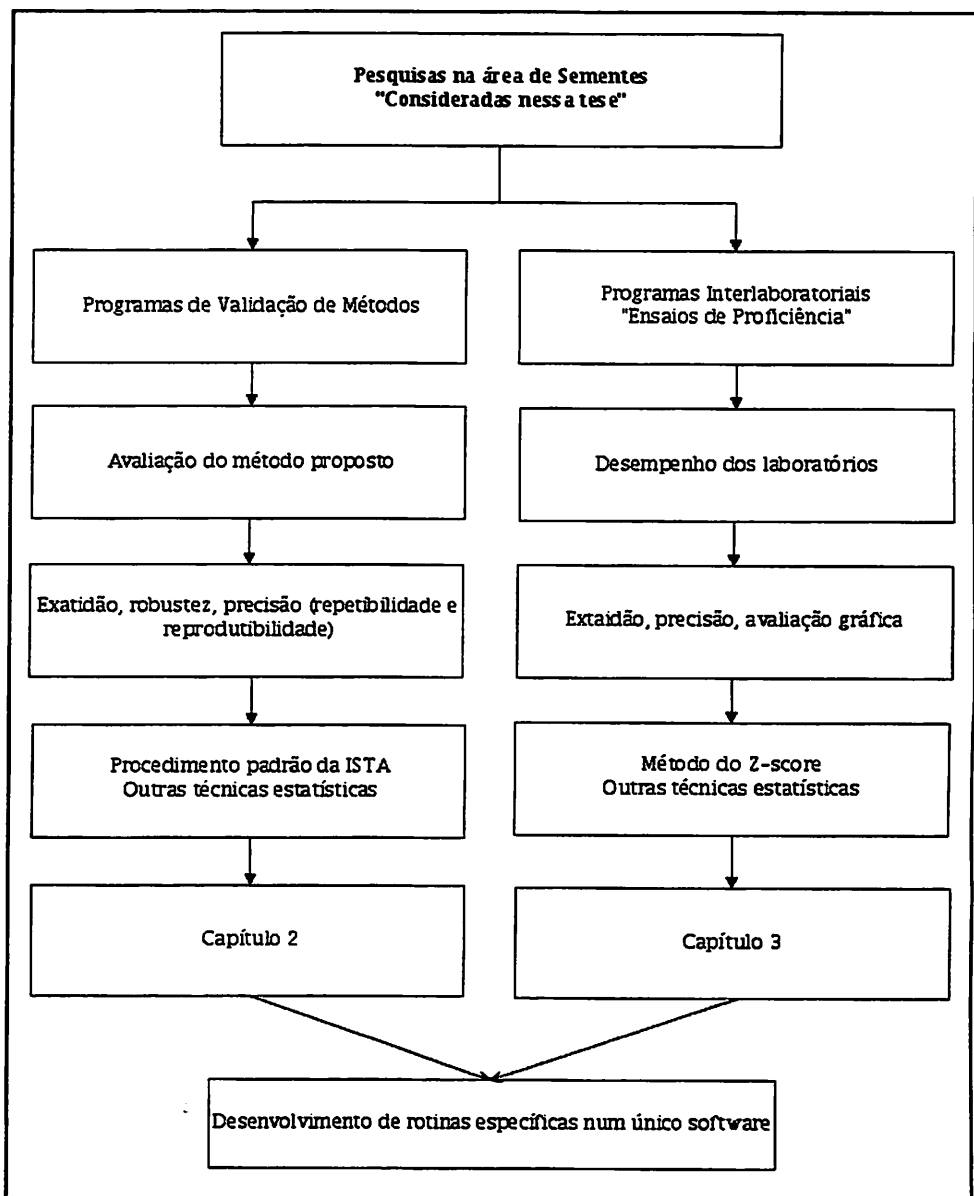 Pesquisas na área de Sementes
"Consideradas nessa tese"
Programas de Validação de Métodos
Programas Interlaboratoriais
"Ensaios de Proficiência"
Avaliação do método proposto
Desempenho dos laboratórios
Exatidão, robustez, precisão (repetibilidade e
reprodutibilidade)
Extaidão, precisão, avaliação gráfica
Procedimento padrão da ISTA
Outras técnicas estatísticas
Método do Z-score
Outras técnicas estatísticas
Capítulo 2
Capítulo 3
Desenvolvimento de rotinas específicas num único software